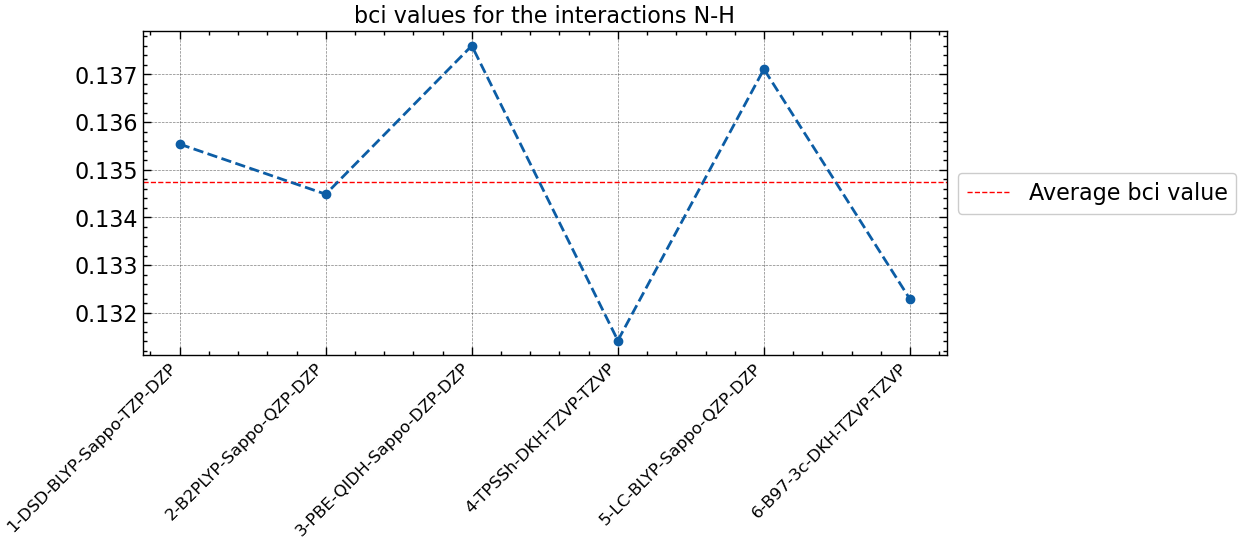 bci values for the interactions N-H
0.137
0.136
0.135
0.134
0.133
0.132
Average bci value
1-DSD-BLYP-Sappo-TZP-DZP
2-B2PLYP-Sappo-QZP-DZP
3-PBE-QIDH-Sappo-DZP-DZP
4-TPSSh-DKH-TZVP-TZVP
5-LC-BLYP-Sappo-QZP-DZP
6-B97-3c-DKH-TZVP-TZVP